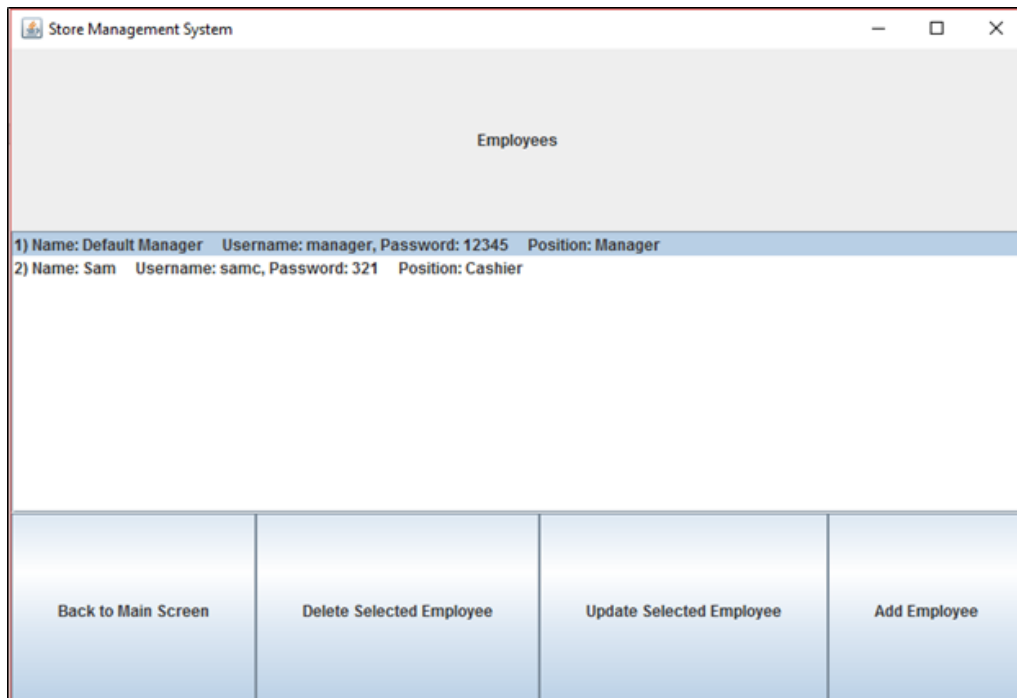 Store Management System
Employees
1) Name: Default Manager Username: manager, Password: 12345 Position: Manager
2) Name: Sam Username: samc, Password: 321 Position: Cashier
Back to Main Screen Delete Selected Employee Update Selected Employee Add Employee